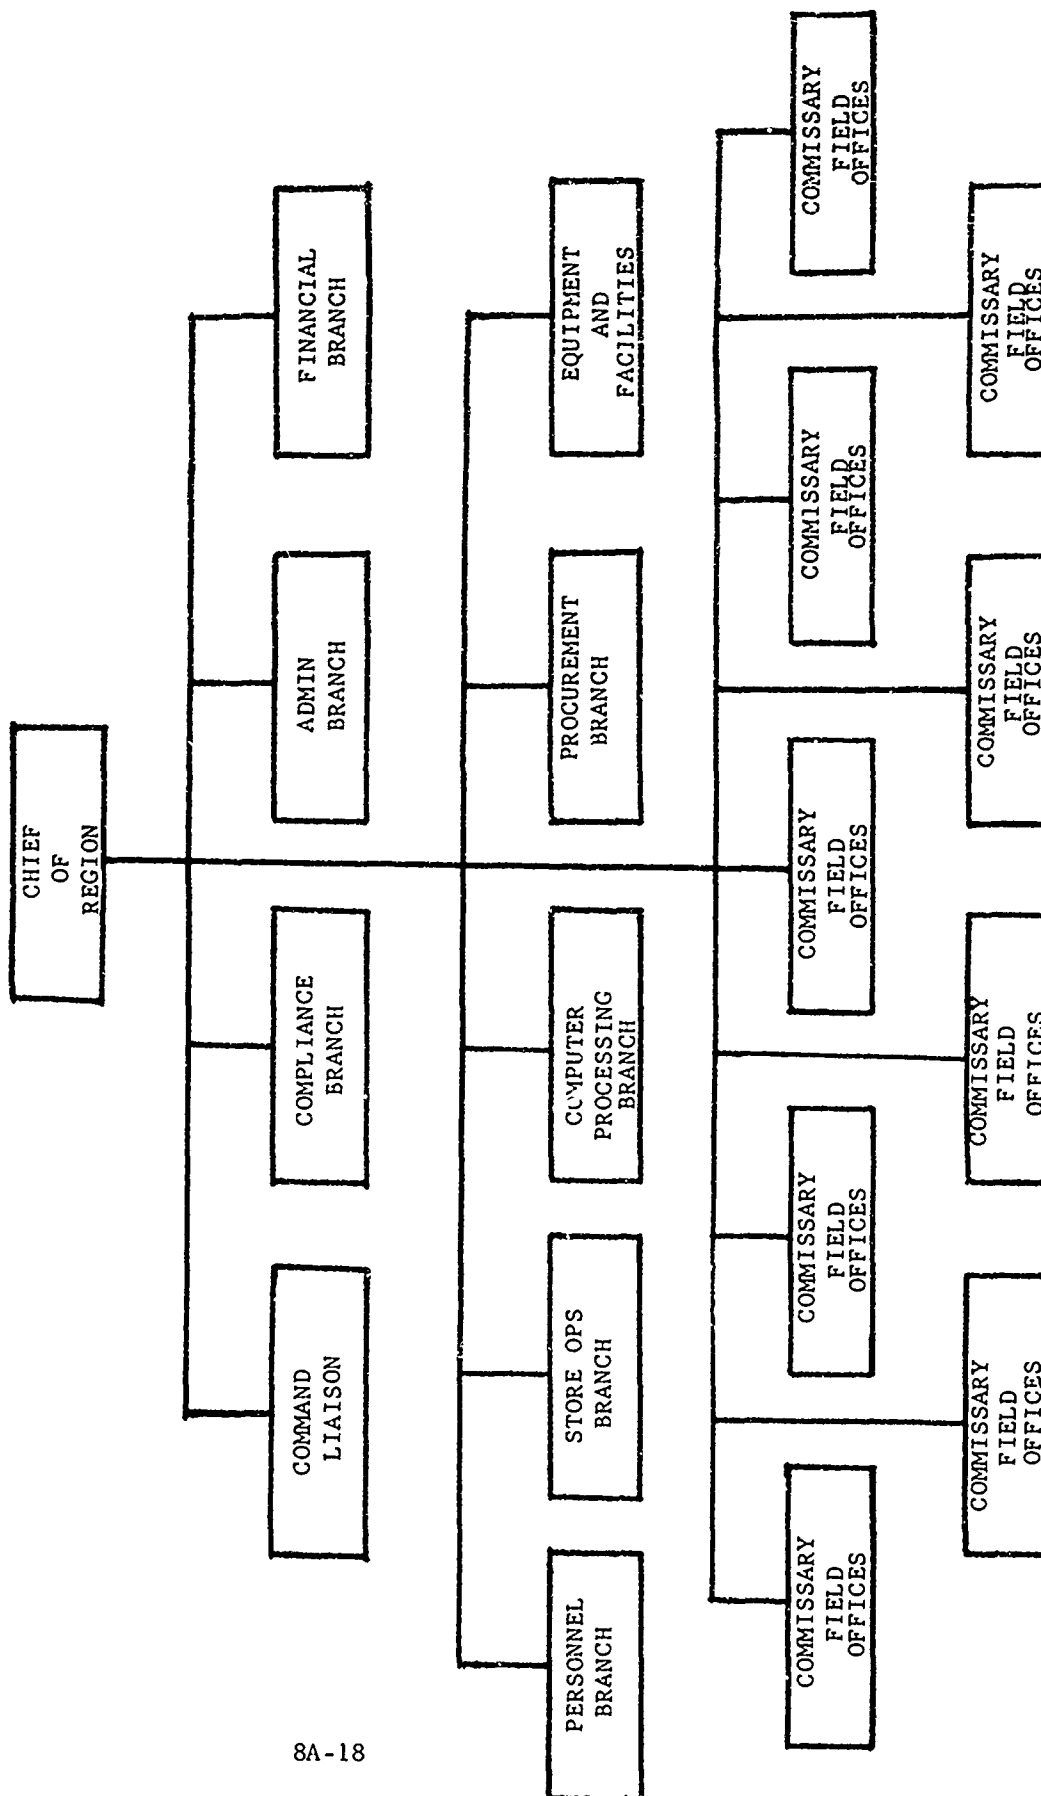 CHIEF
OF
REGION
COMMAND
LIAISON
COMPLIANCE
BRANCH
ADMIN
BRANCH
FINANCIAL
BRANCH
PERSONNEL
BRANCH
STORE OPS
BRANCH
COMPUTER
PROCESSING
BRANCH
PROCUREMENT
BRANCH
EQUIPMENT
AND
FACILITIES
COMMISSARY
FIELD
OFFICES
COMMISSARY
FIELD
OFFICES
COMMISSARY
FIELD
OFFICES
COMMISSARY
FIELD
OFFICES
COMMISSARY
FIELD
OFFICES
COMMISSARY
FIELD
OFFICES
COMMISSARY
FIELD
OFFICES
COMMISSARY
FIELD
OFFICES
COMMISSARY
FIELD
OFFICES
8A-18